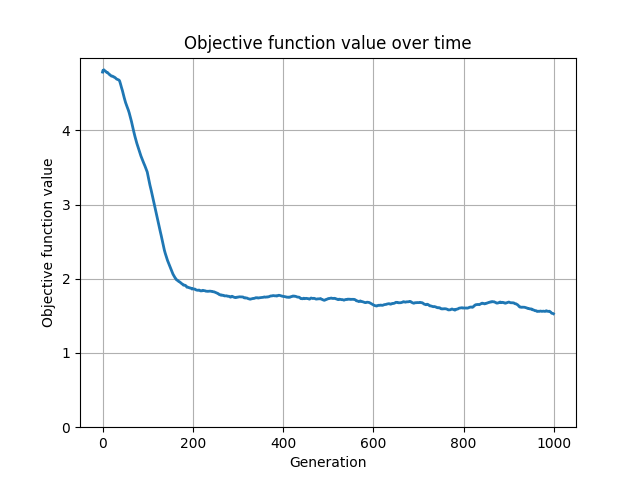 Objective function value over time
Objective function value
4
3
2
1
0
0 200 400 600 800 1000
Generation